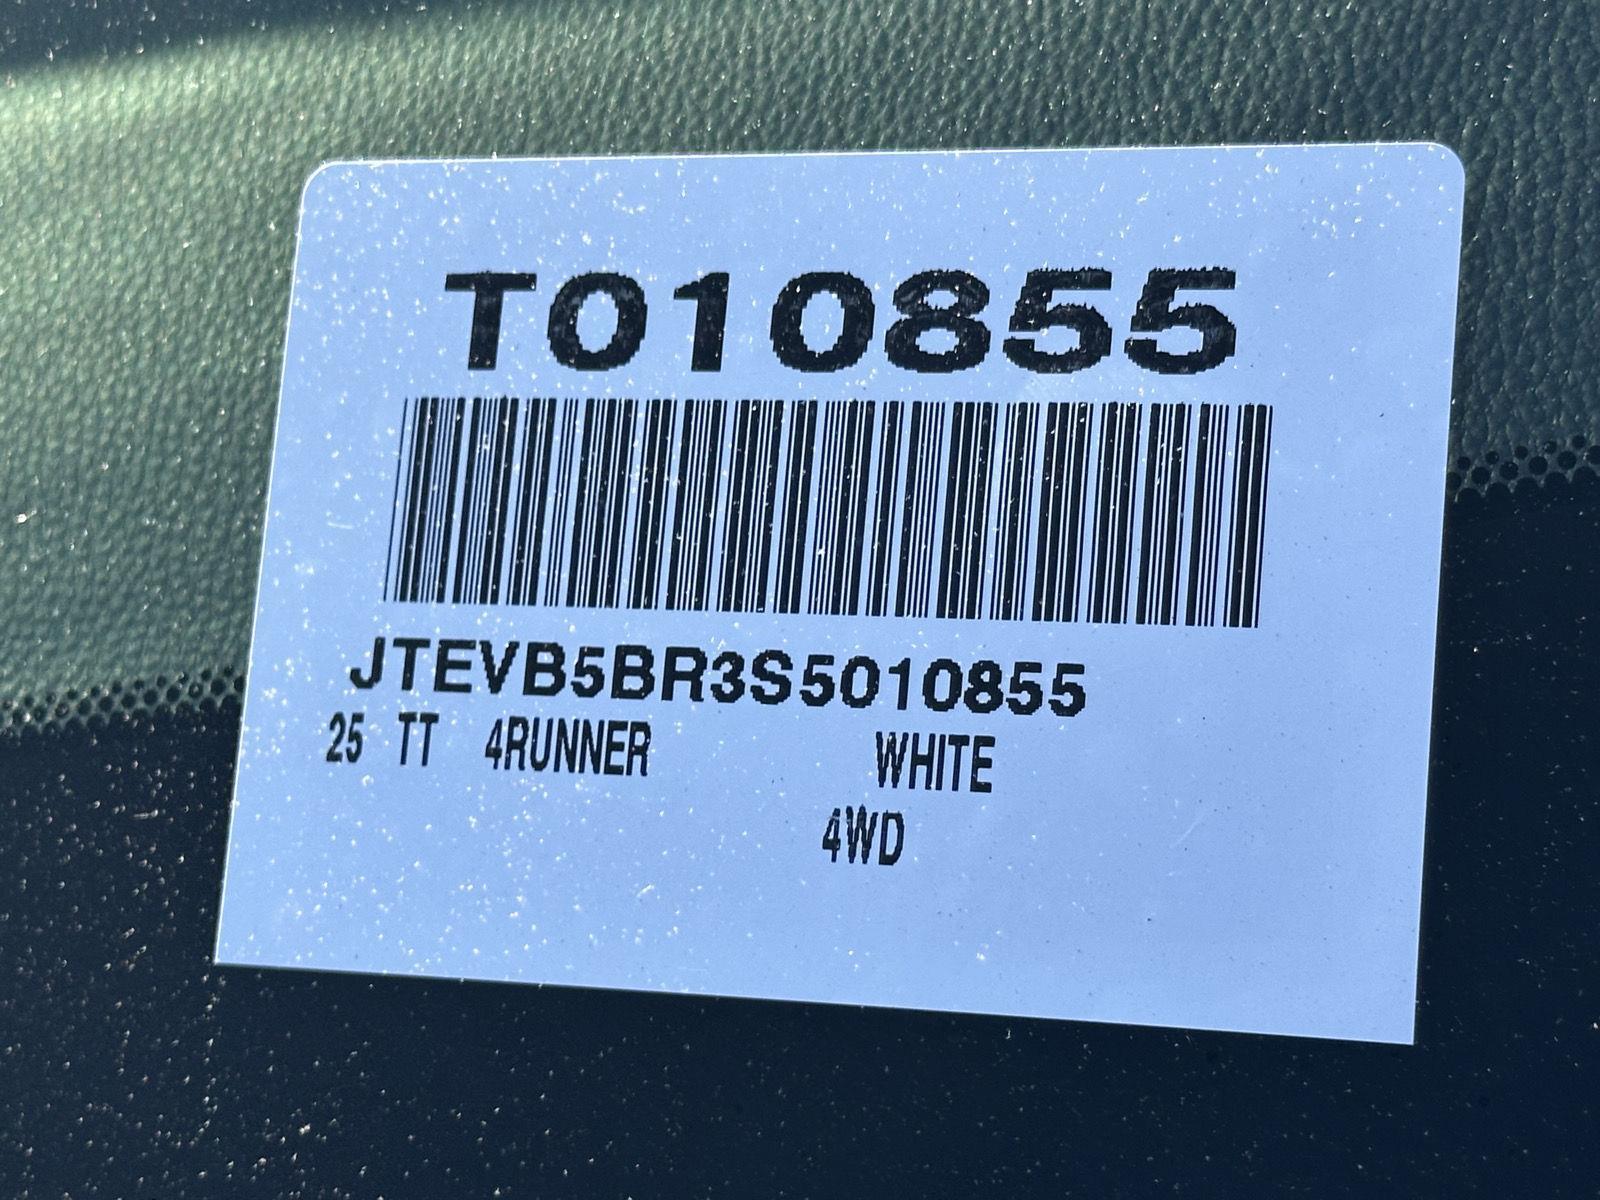 T010855
JTEVB5BR3S5010855
25 TT 4RUNNER WHITE
4WD